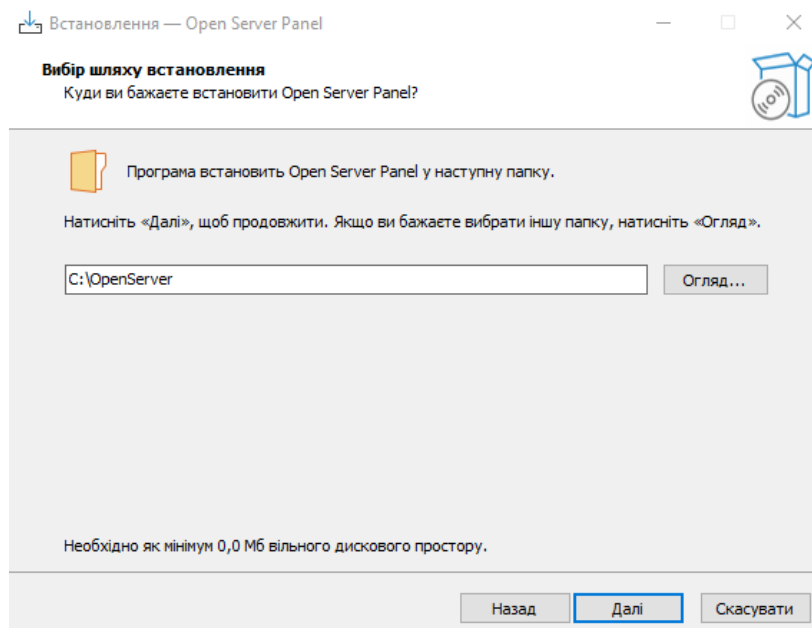 Встановлення — Open Server Panel
Вибір шляху встановлення
Куди ви бажаєте встановити Open Server Panel?
Програма встановить Open Server Panel у наступну папку.
Натисніть «Далі», щоб продовжити. Якщо ви бажаєте вибрати іншу папку, натисніть «Огляд».
C:\OpenServer
Огляд...
Необхідно як мінімум 0,0 Мб вільного дискового простору.
Назад
Далі
Скасувати